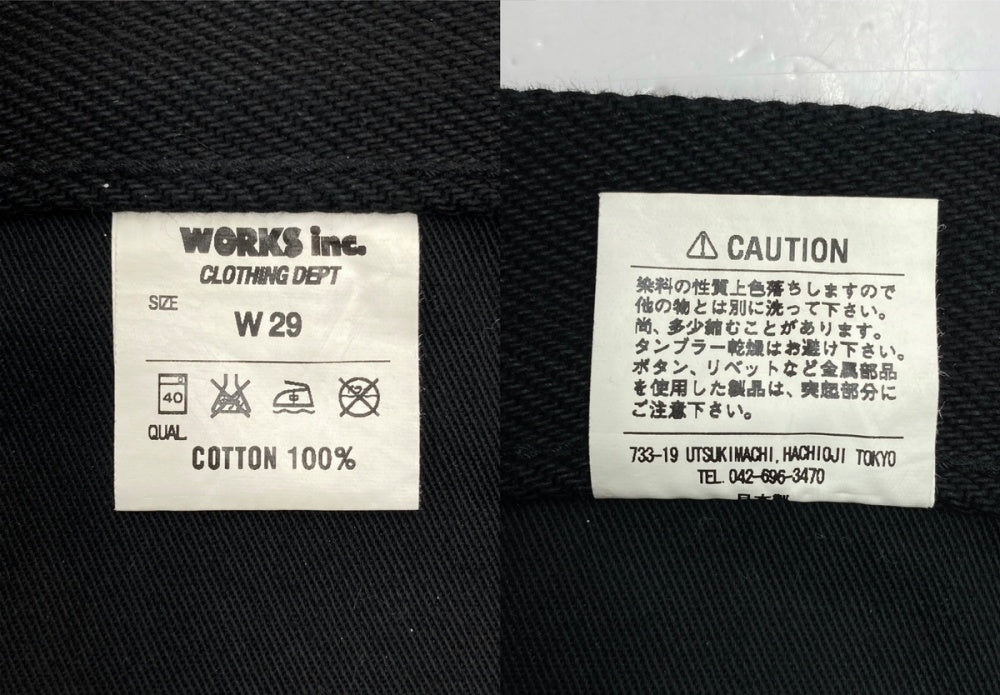 WORKS inc.
CLOTHING DEPT
SIZE
W 29
40
中
QUAL
COTTON 100%
⚠ CAUTION
染料の性質上色落ちしますので
他の物とは別に洗って下さい。
尚、多少縮むことがあります。
タンブラー乾燥はお避け下さい。
ボタン、リベットなど金属部品
を使用した製品は、突起部分に
ご注意下さい。
733-19 UTSUKIMACHI, HACHIOJI TOKYO
TEL. 042-696-3470
日本製